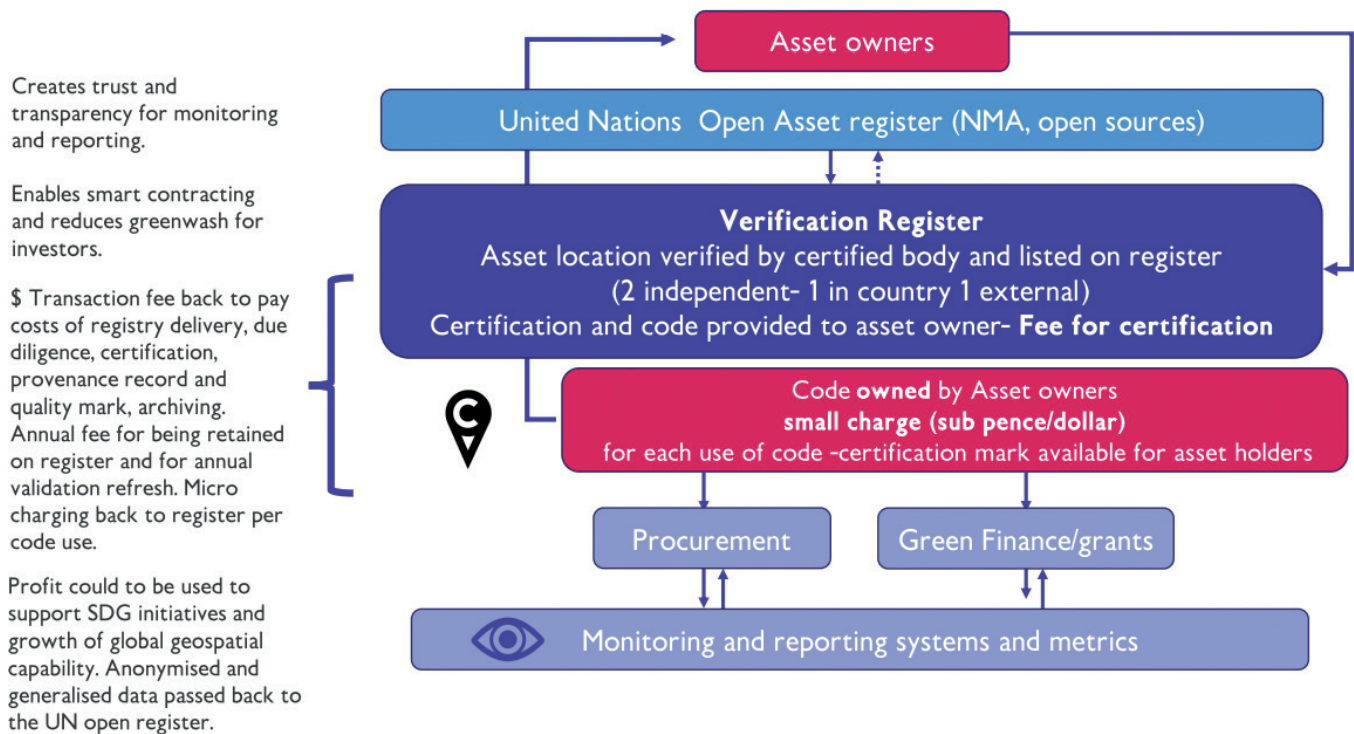 Asset owners
Creates trust and
transparency for monitoring
and reporting.
United Nations Open Asset register (NMA, open sources)
Enables smart contracting
and reduces greenwash for
investors.
Verification Register
Asset location verified by certified body and listed on register
(2 independent- 1 in country 1 external)
Certification and code provided to asset owner- Fee for certification
$ Transaction fee back to pay
costs of registry delivery, due
diligence, certification,
provenance record and
quality mark, archiving.
Annual fee for being retained
on register and for annual
validation refresh. Micro
charging back to register per
code use.
C
Code owned by Asset owners
small charge (sub pence/dollar)
for each use of code -certification mark available for asset holders
Procurement
Green Finance/grants
Profit could to be used to
support SDG initiatives and
growth of global geospatial
capability. Anonymised and
generalised data passed back to
the UN open register.
Monitoring and reporting systems and metrics